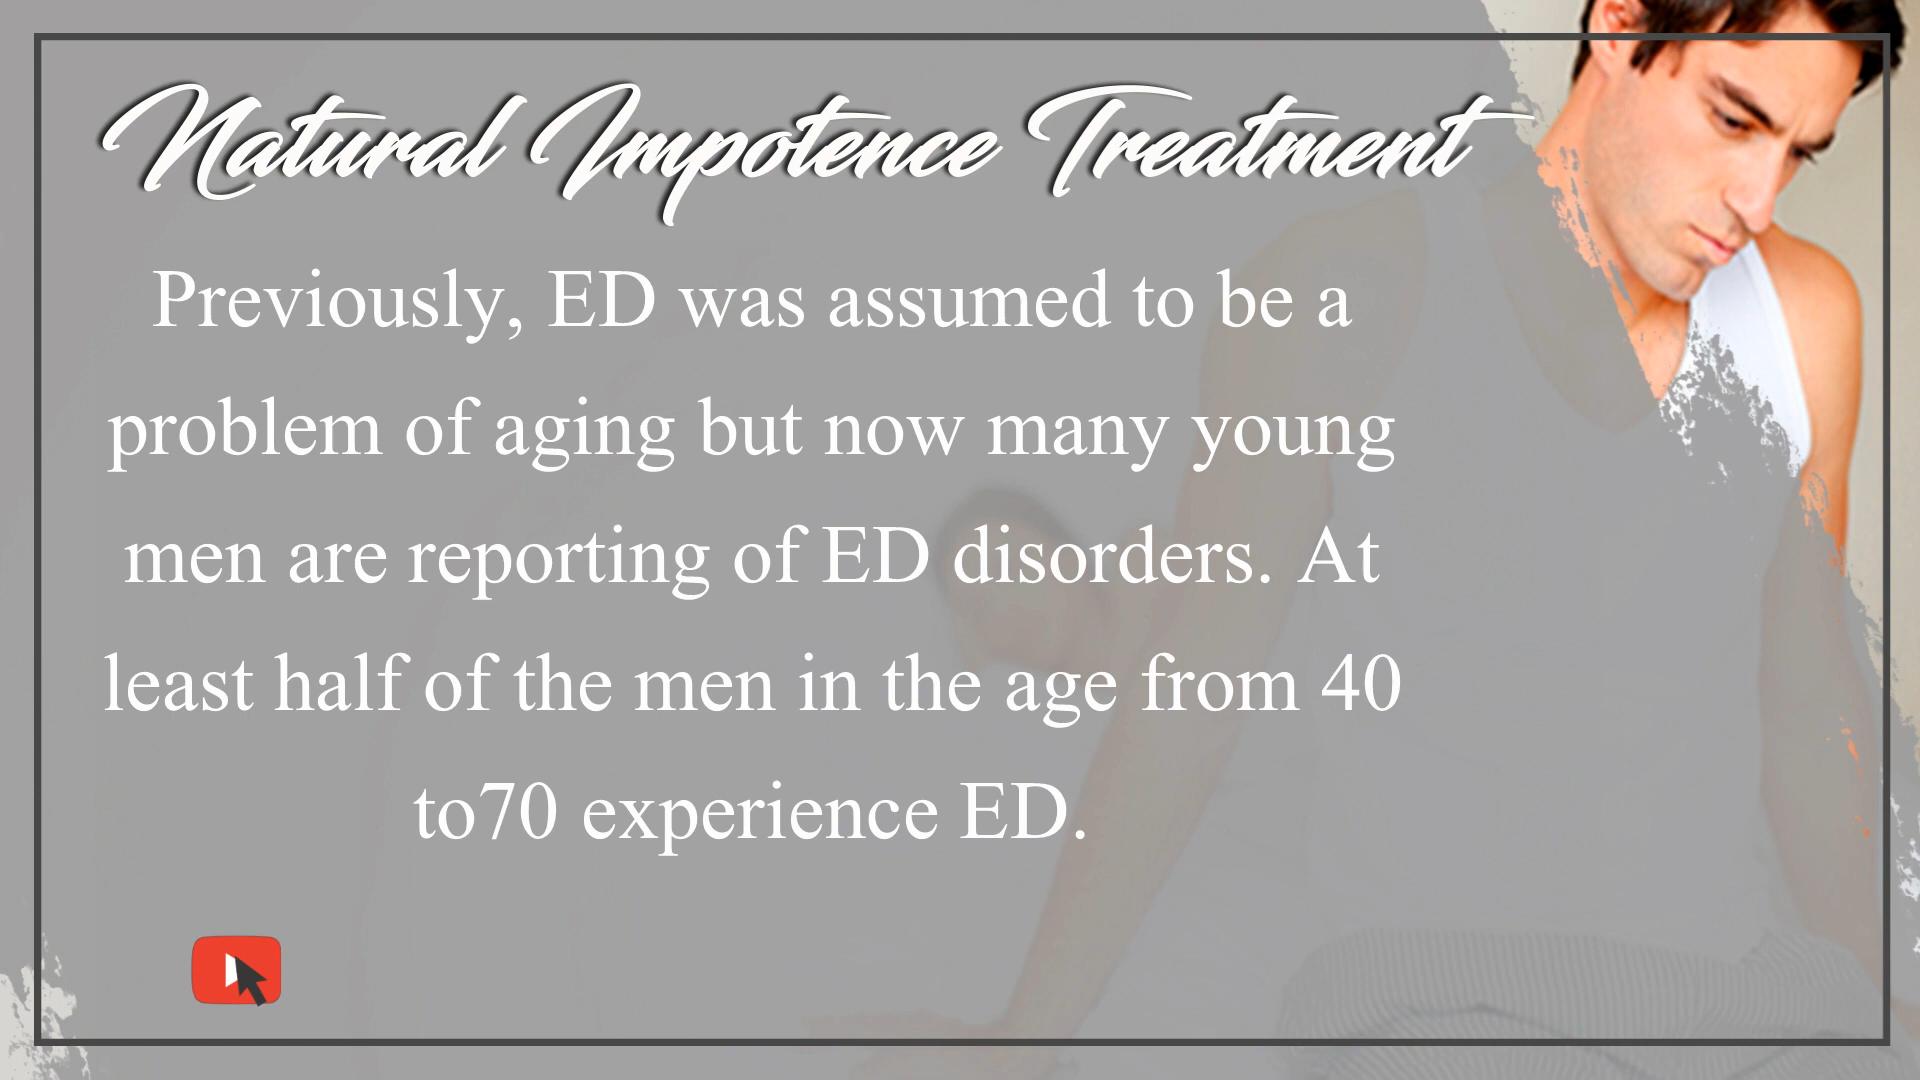 Natural Impotence Treatment
Previously, ED was assumed to be a
problem of aging but now many young
men are reporting of ED disorders. At
least half of the men in the age from 40
to70 experience ED.